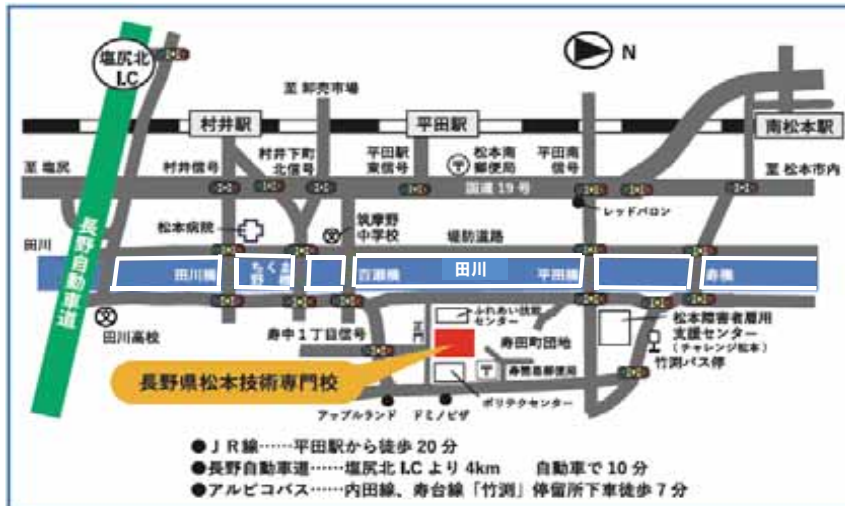 塩尻北
I.C
N
至 卸売市場
村井駅
平田駅
南松本駅
至 塩尻
村井信号
村井下町
北信号
平田駅
東信号
松本南
郵便局
平田南
信号
至 松本市内
国道19号
レッドバロン
松本病院
筑摩野
中学校
堤防道路
田川
長野自動車道
田川橋
ちくま
野橋
百瀬橋
田川
平田橋
寿橋
田川高校
寿中1丁目信号
正門
ふれあい技能
センター
寿田町団地
松本障害者雇用
支援センター
(チャレンジ松本)
竹渕バス停
長野県松本技術専門校
ポリテクセンター
アップルランド
ドミノピザ
●JR線……平田駅から徒歩20分
●長野自動車道……塩尻北I.Cより4km 自動車で10分
●アルピコバス……内田線、寿台線「竹渕」停留所下車徒歩7分